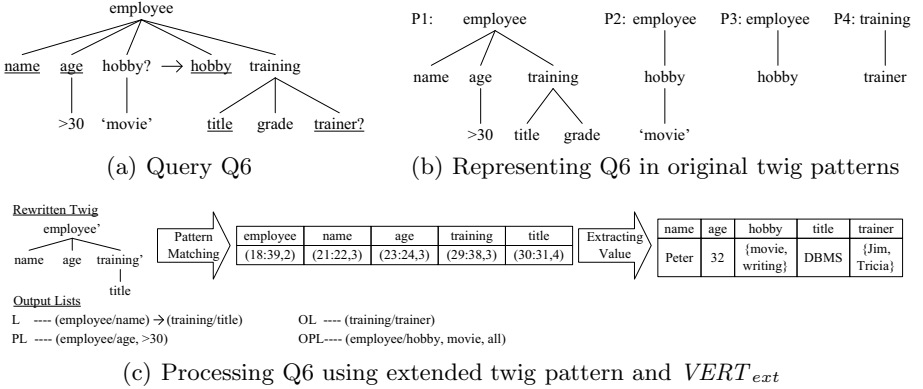 employee
name age hobby? → hobby training
>30 ‘movie’ title grade trainer?
(a) Query Q6
P1: employee P2: employee P3: employee P4: training
name age training hobby hobby trainer
>30 title grade ‘movie’
(b) Representing Q6 in original twig patterns
Rewritten Twig
employee’
name age training’
title
Pattern Matching
employee name age training title
(18:39,2) (21:22,3) (23:24,3) (29:38,3) (30:31,4)
Extracting Value
name age hobby title trainer
Peter 32 {movie, writing} DBMS {Jim, Tricia}
Output Lists
L ---- (employee/name) → (training/title) OL ---- (training/trainer)
PL ---- (employee/age, >30) OPL---- (employee/hobby, movie, all)
(c) Processing Q6 using extended twig pattern and VERText